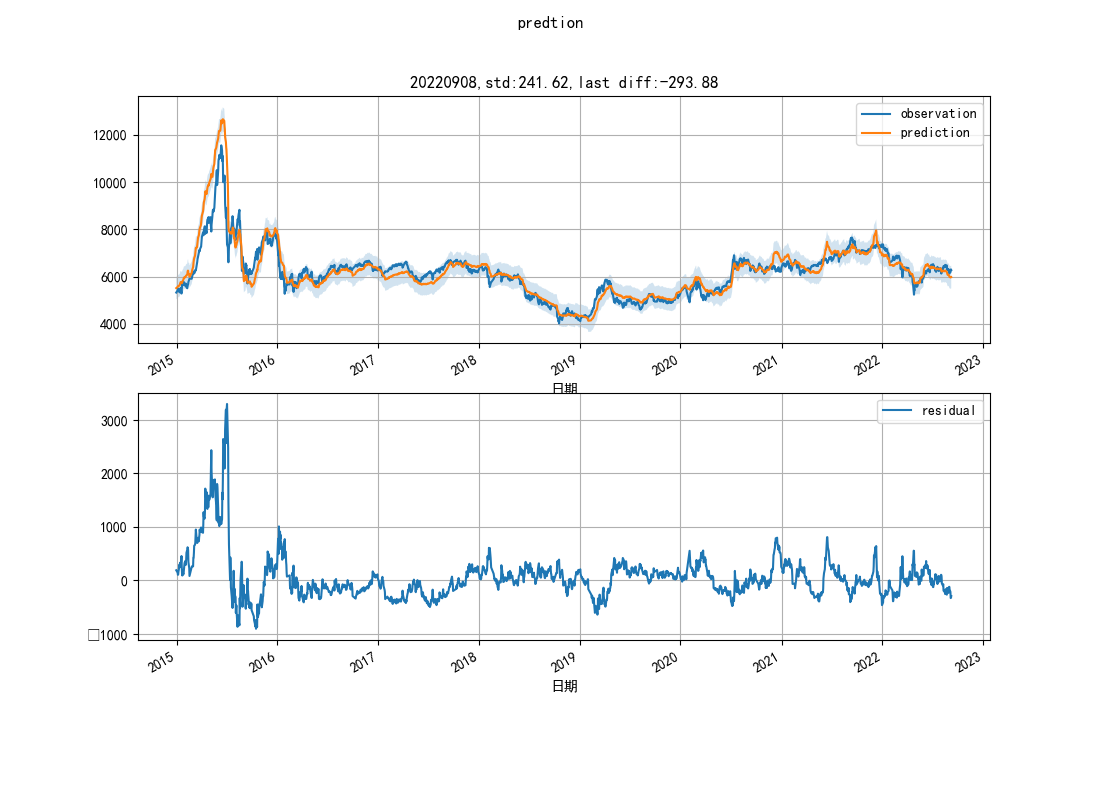 predtion
20220908,std:241.62,last diff:-293.88
observation
prediction
12000
10000
8000
6000
4000
2015 2016 2017 2018 2019 2020 2021 2022 2023
日期
residual
3000
2000
1000
0
□1000
2015 2016 2017 2018 2019 2020 2021 2022 2023
日期